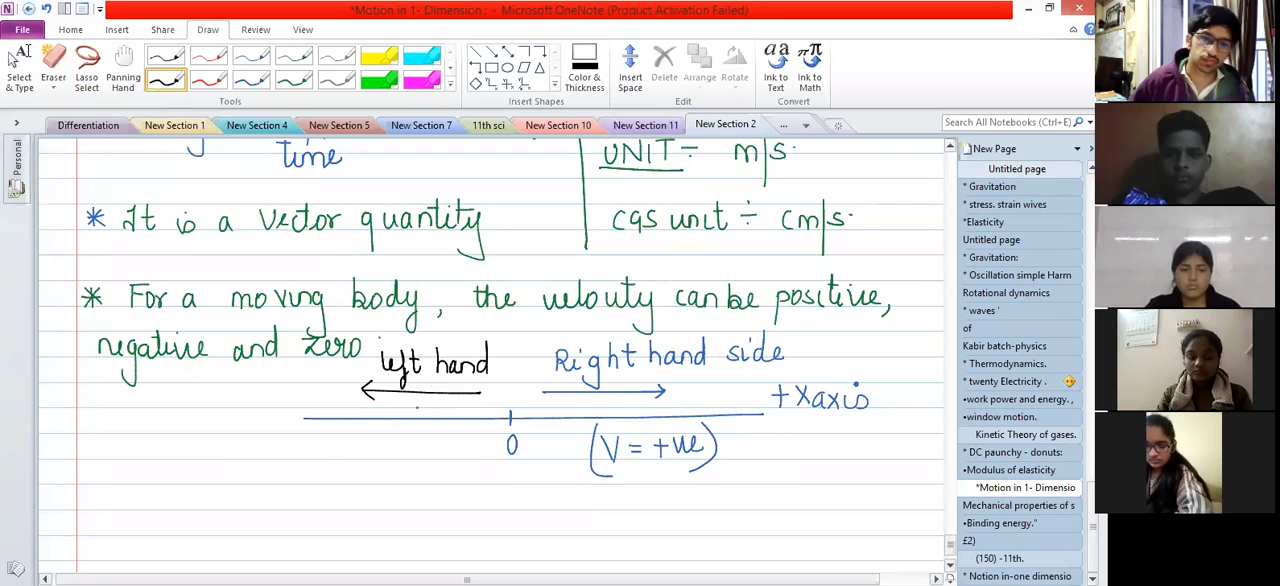 *Motion in 1- Dimension : - Microsoft OneNote (Product Activation Failed)
File Home Insert Share Draw Review View
Select & Type
Eraser
Lasso Select
Panning Hand
Color & Thickness
Insert Space
Delete
Arrange
Rotate
Ink to Text
Ink to Math
Tools
Insert Shapes
Edit
Convert
Differentiation New Section 1 New Section 4 New Section 5 New Section 7 11th sci New Section 10 New Section 11 New Section 2 ...
Search All Notebooks (Ctrl+E)
Personal
time
UNIT÷ m/s.
* It is a vector quantity
cgs unit ÷ cm/s.
* For a moving body, the velouty can be positive,
negative and zero
left hand
Right hand side
+xaxis
0
(V = +ve)
New Page
Untitled page
* Gravitation
* stress. strain wives
*Elasticity
Untitled page
* Gravitation:
* Oscillation simple Harm
Rotational dynamics
* waves '
of
Kabir batch-physics
* Thermodynamics.
* twenty Electricity .
•work power and energy. ,
•window motion.
Kinetic Theory of gases.
* DC paunchy - donuts:
•Modulus of elasticity
*Motion in 1- Dimensio
Mechanical properties of s
•Binding energy."
£2)
(150) -11th.
* Notion in-one dimensio